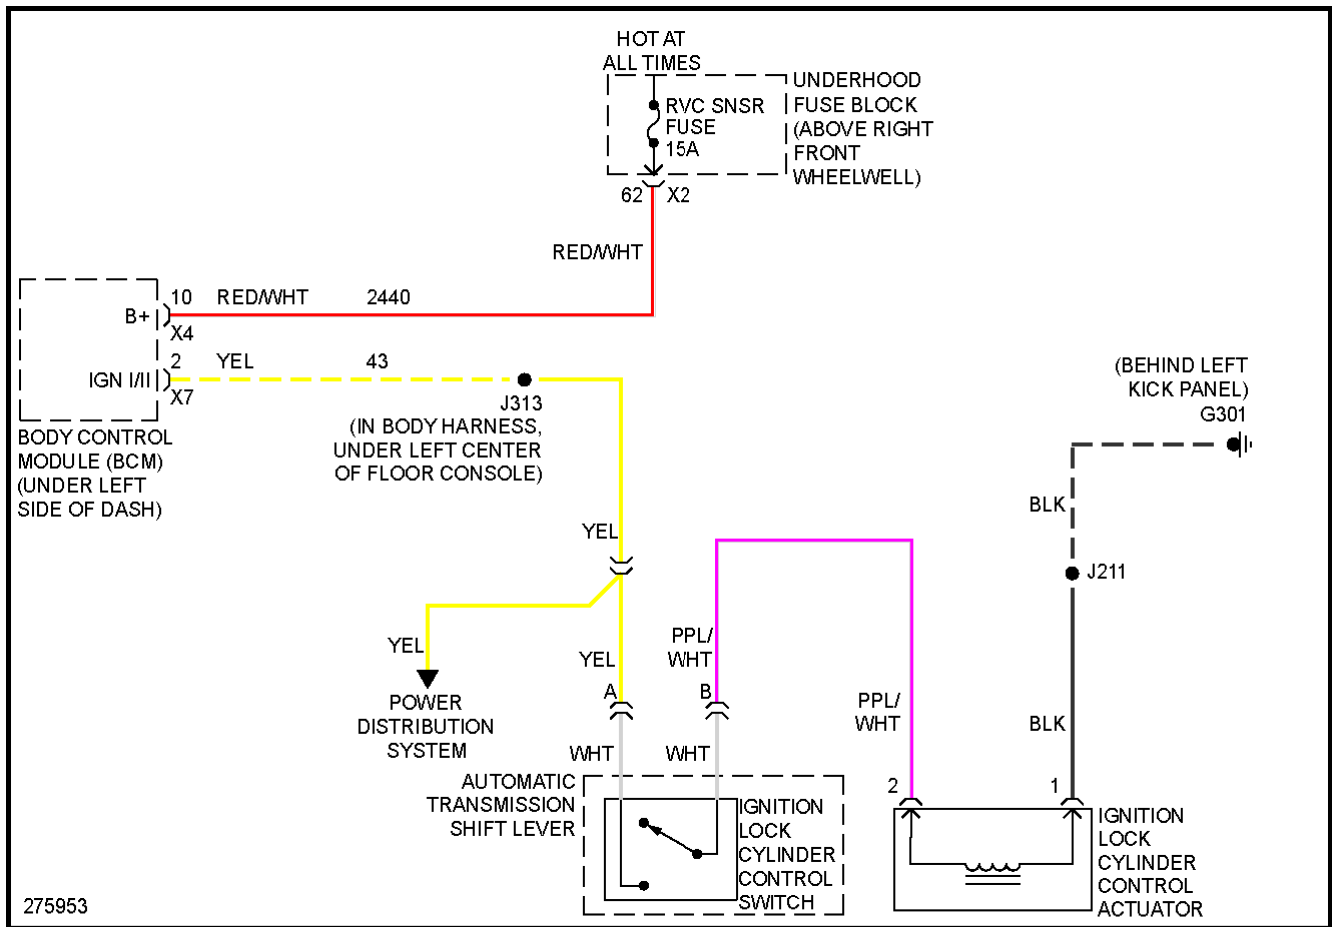 HOT AT
ALL TIMES
UNDERHOOD
FUSE BLOCK
(ABOVE RIGHT
FRONT
WHEELWELL)
RVC SNSR
FUSE
15A
62 X2
RED/WHT
10 RED/WHT 2440
B+
X4
2 YEL 43
IGN I/II
X7
BODY CONTROL
MODULE (BCM)
(UNDER LEFT
SIDE OF DASH)
J313
(IN BODY HARNESS,
UNDER LEFT CENTER
OF FLOOR CONSOLE)
(BEHIND LEFT
KICK PANEL)
G301
BLK
J211
YEL
YEL
POWER
DISTRIBUTION
SYSTEM
YEL
A
PPL/
WHT
B
PPL/
WHT
BLK
WHT
WHT
2
1
AUTOMATIC
TRANSMISSION
SHIFT LEVER
IGNITION
LOCK
CYLINDER
CONTROL
SWITCH
IGNITION
LOCK
CYLINDER
CONTROL
ACTUATOR
275953